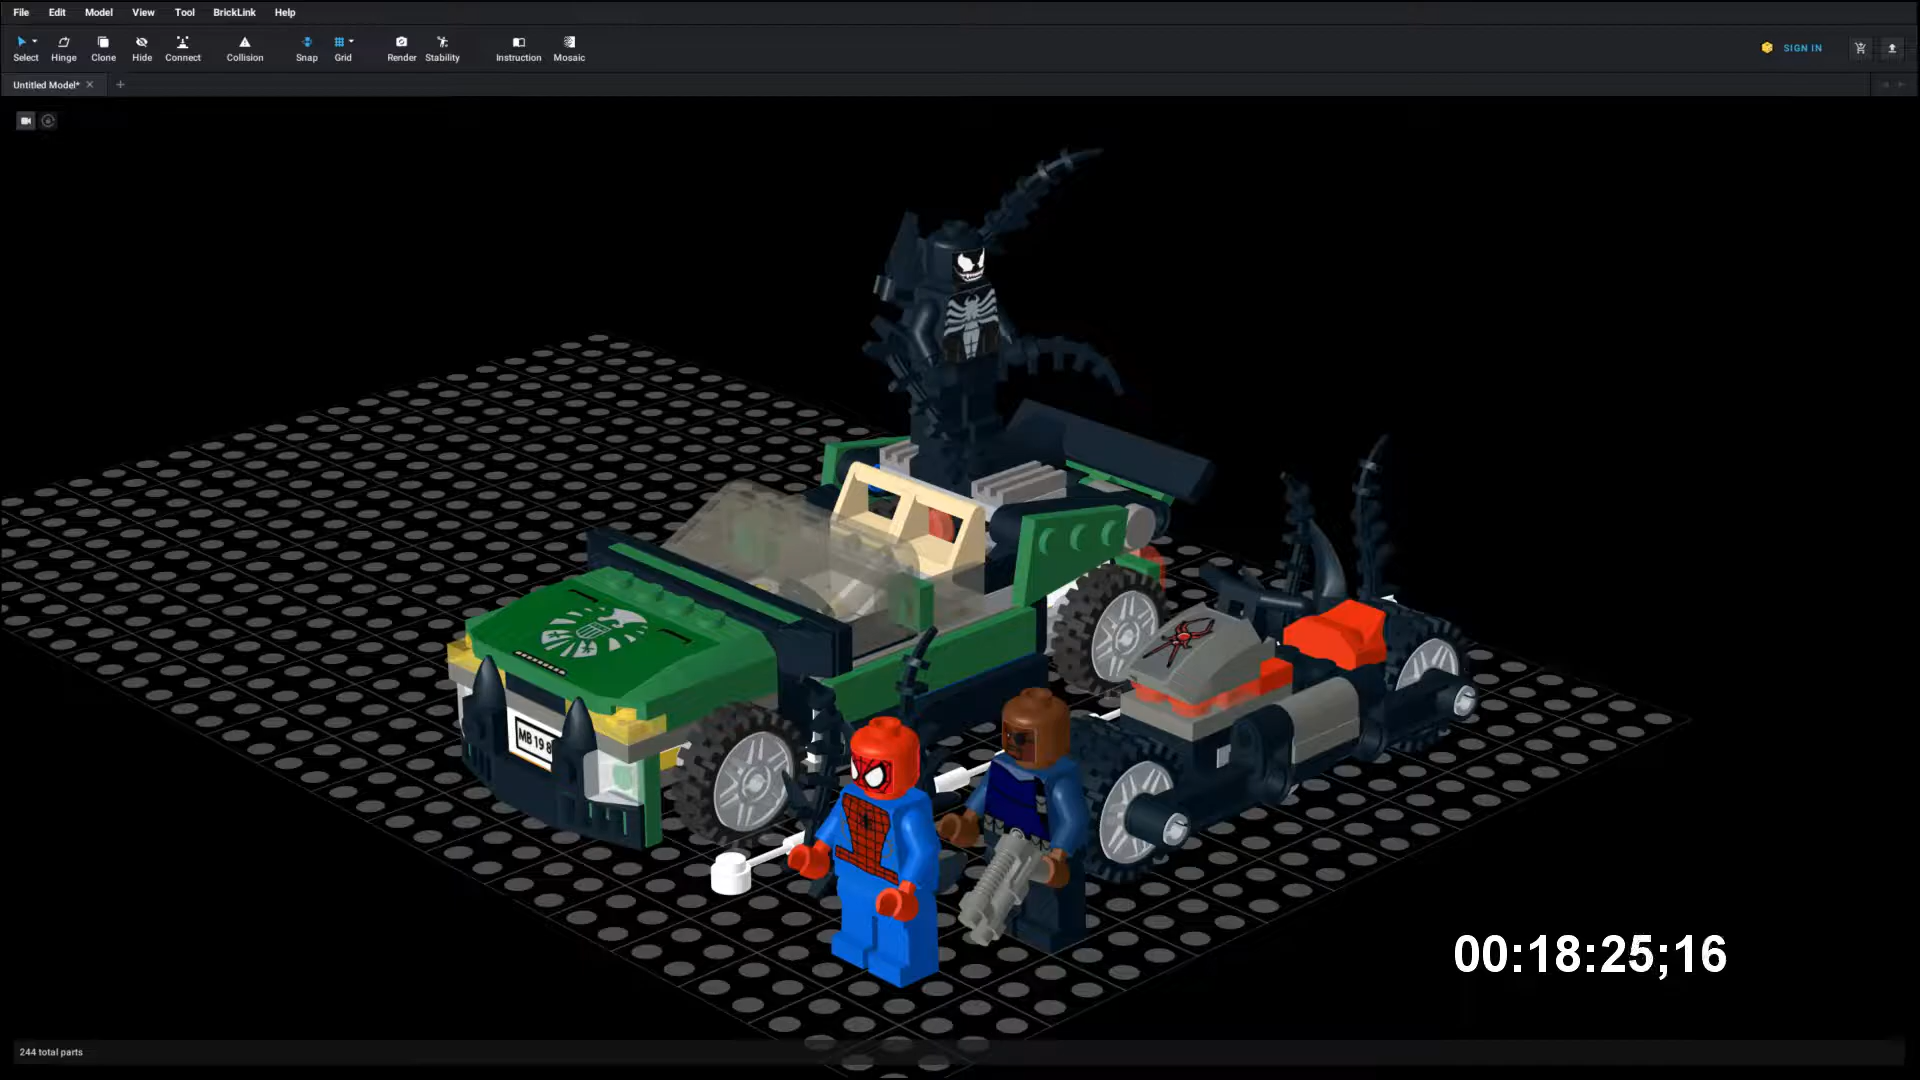 File Edit Model View Tool BrickLink Help
Select Hinge Clone Hide Connect Collision Snap Grid Render Stability Instruction Mosaic
SIGN IN
Untitled Model*
MB 19 8
00:18:25;16
244 total parts